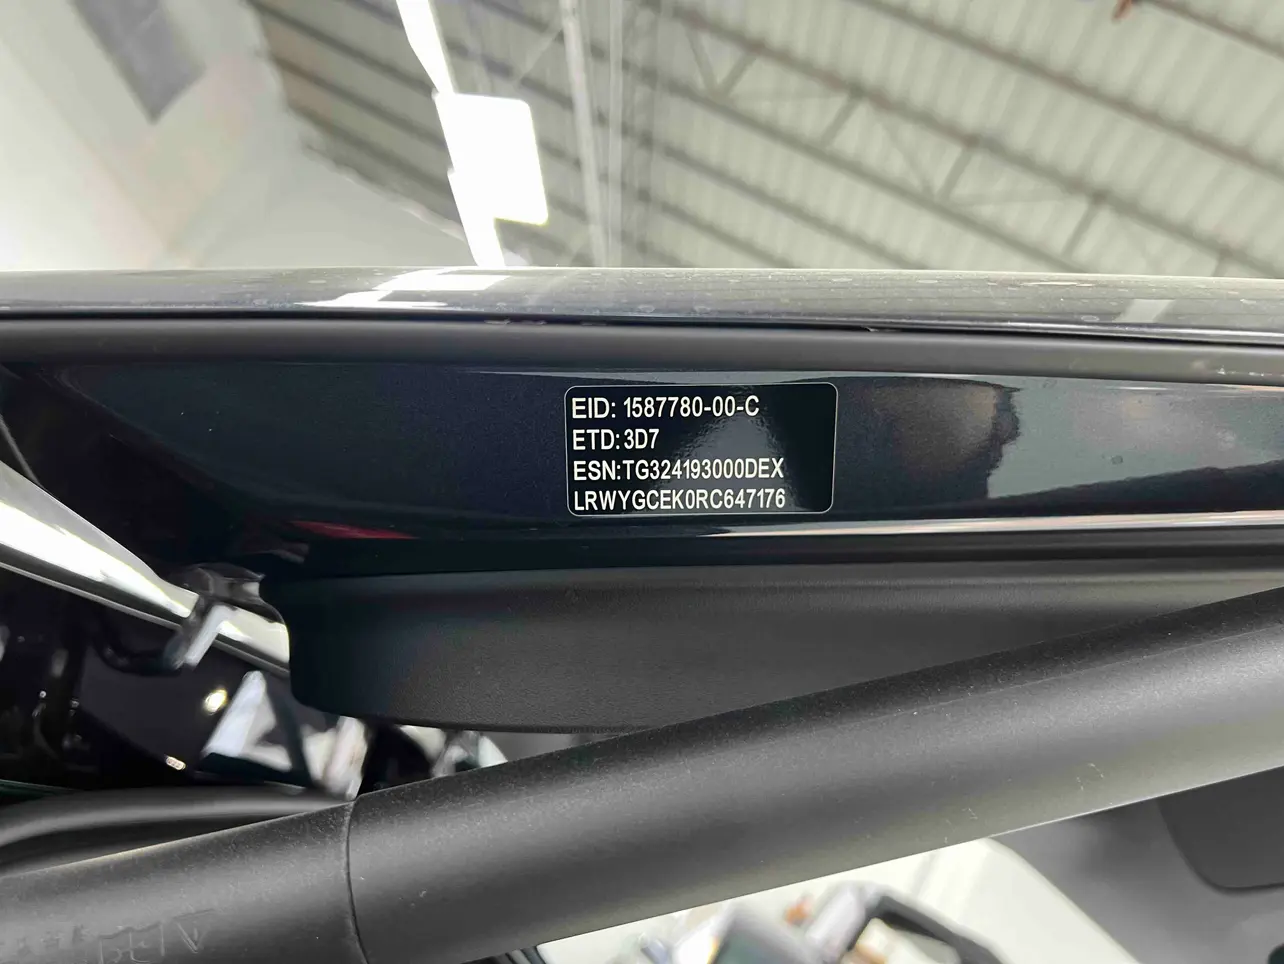 EID: 1587780-00-C
ETD: 3D7
ESN:TG324193000DEX
LRWYGCEK0RC647176